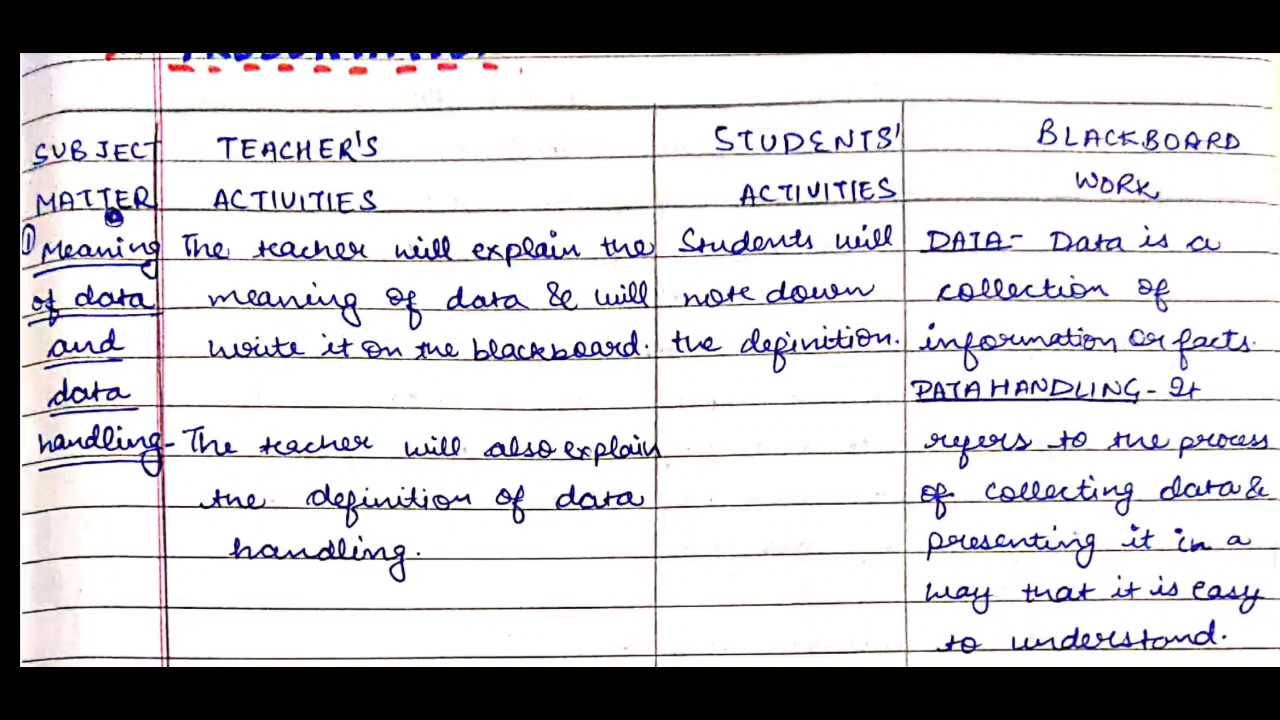 SUBJECT MATTER
TEACHER'S ACTIVITIES
STUDENTS' ACTIVITIES
BLACKBOARD WORK
① Meaning
of data
and
data
handling-
The teacher will explain the
meaning of data & will
write it on the blackboard.
The teacher will also explain
the definition of data
handling.
Students will
note down
the definition.
DATA- Data is a
collection of
information or facts.
DATA HANDLING- It
refers to the process
of collecting data &
presenting it in a
way that it is easy
to understand.